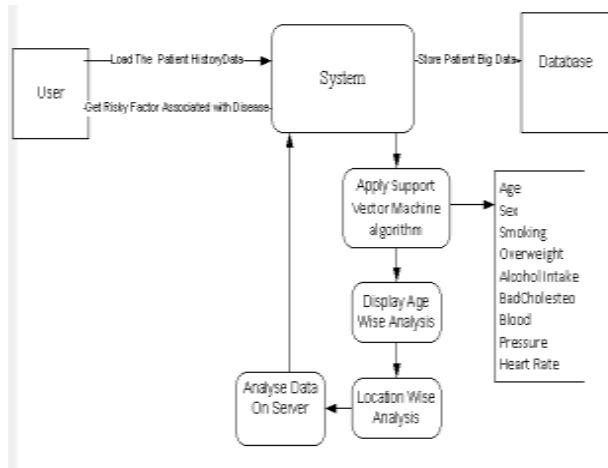 User
Load The Patient HistoryData
Get Risky Factor Associated with Disease
System
Store Patient Big Data
Database
Apply Support
Vector Machine
algorithm
Age
Sex
Smoking
Overweight
Alcohol Intake
BadCholesteo
Blood
Pressure
Heart Rate
Display Age
Wise Analysis
Location Wise
Analysis
Analyse Data
On Server